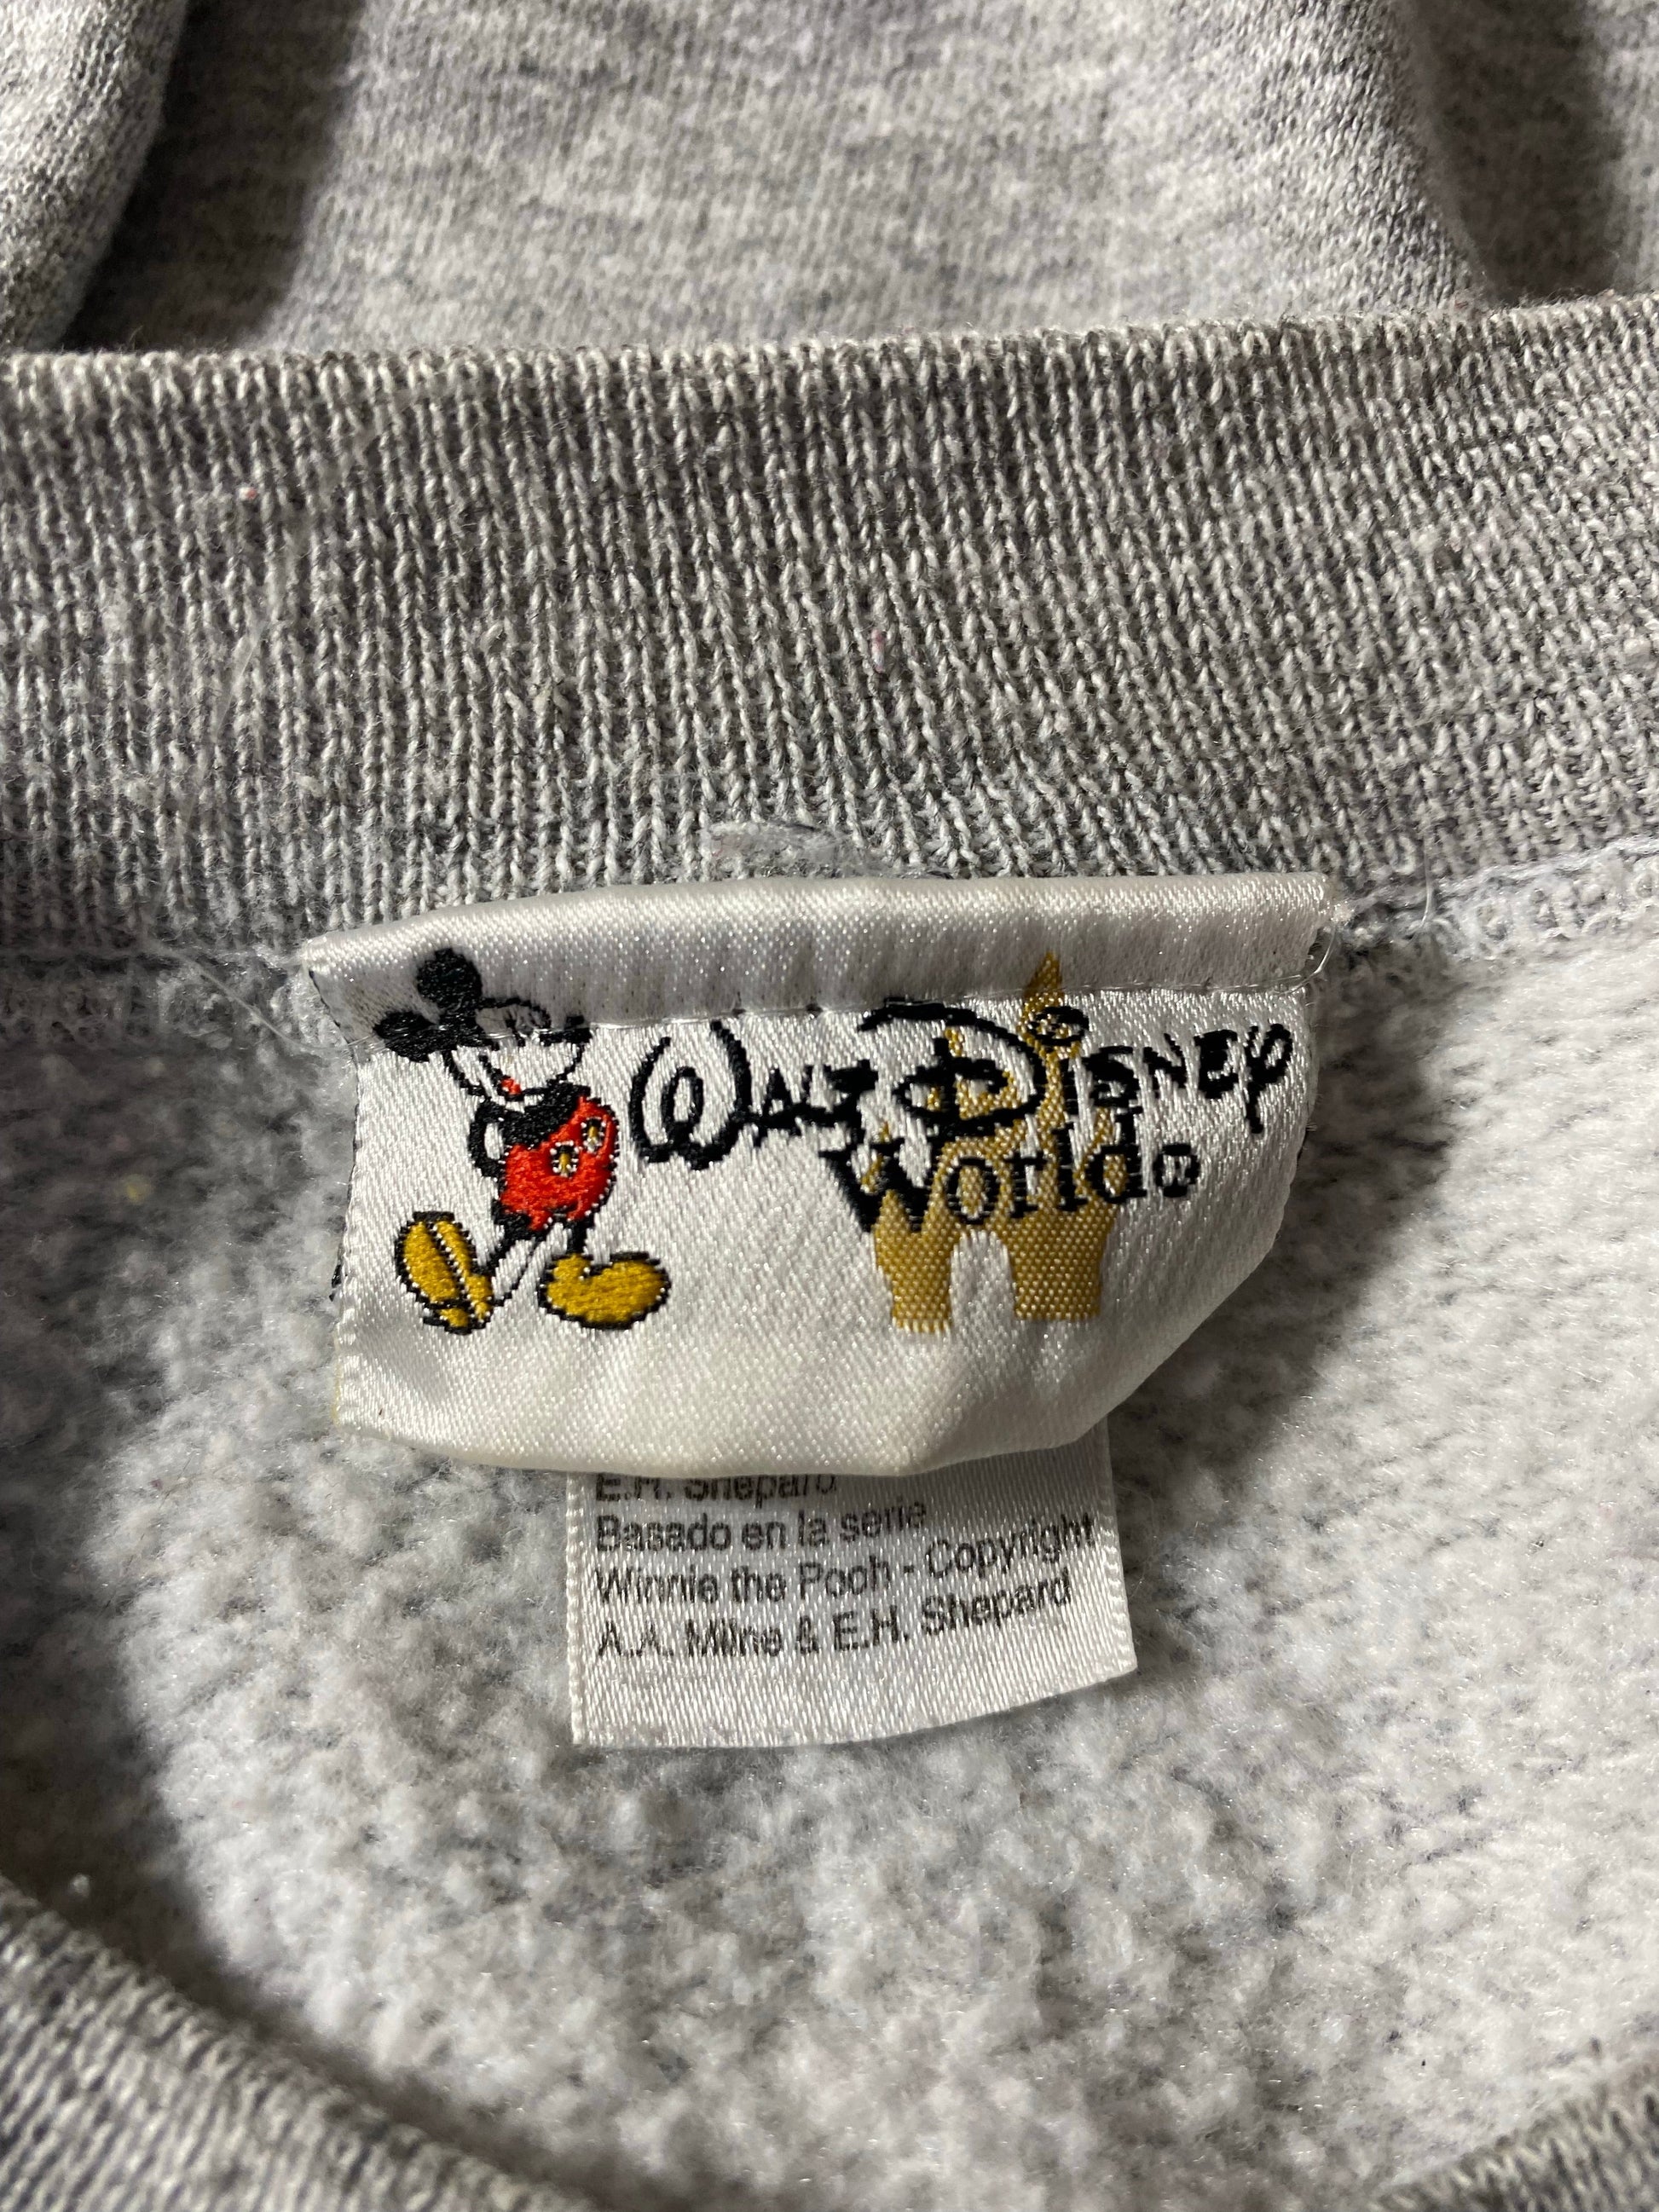 WALT DISNEY
World®
E.H. Shepard
Basado en la serie
Winnie the Pooh - Copyright
A.A. Milne & E.H. Shepard